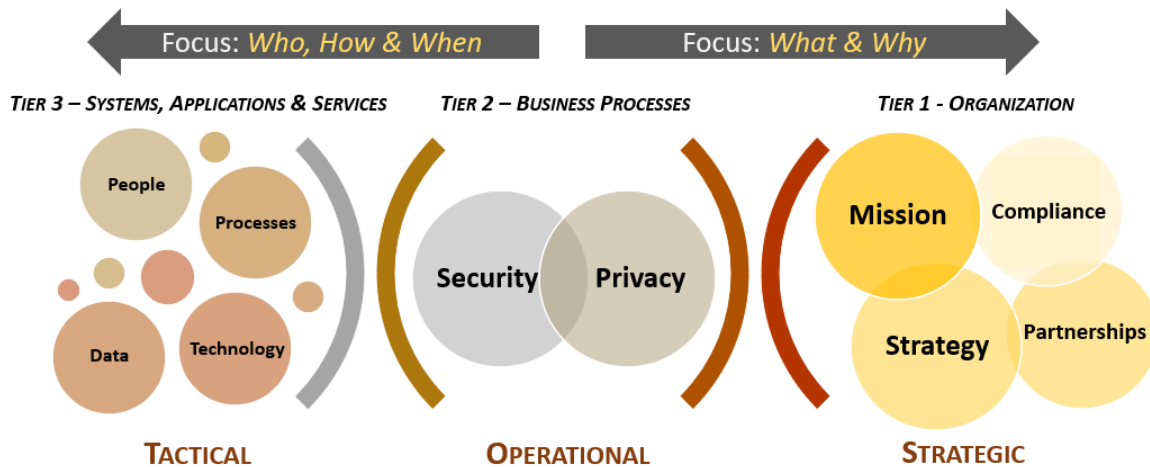 Focus: Who, How & When
Focus: What & Why
Tier 3 – Systems, Applications & Services
Tier 2 – Business Processes
Tier 1 - Organization
People
Processes
Data
Technology
Security
Privacy
Mission
Compliance
Strategy
Partnerships
Tactical
Operational
Strategic